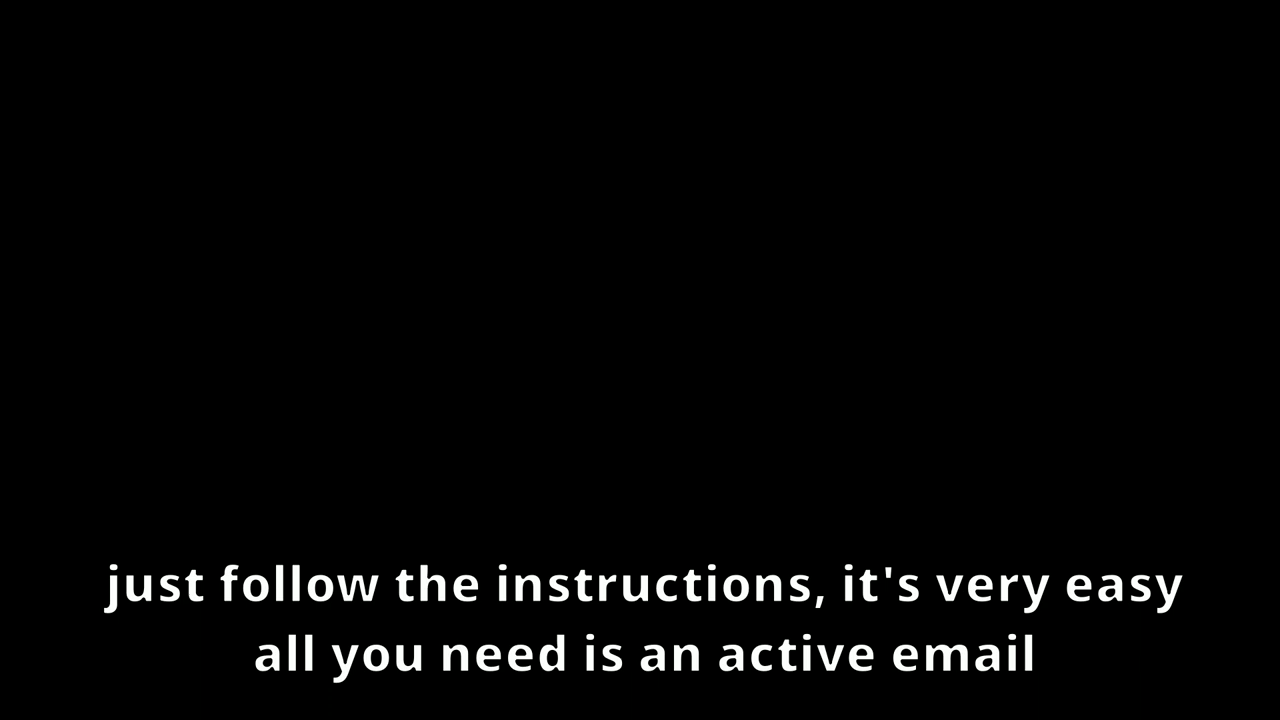 just follow the instructions, it's very easy
all you need is an active email